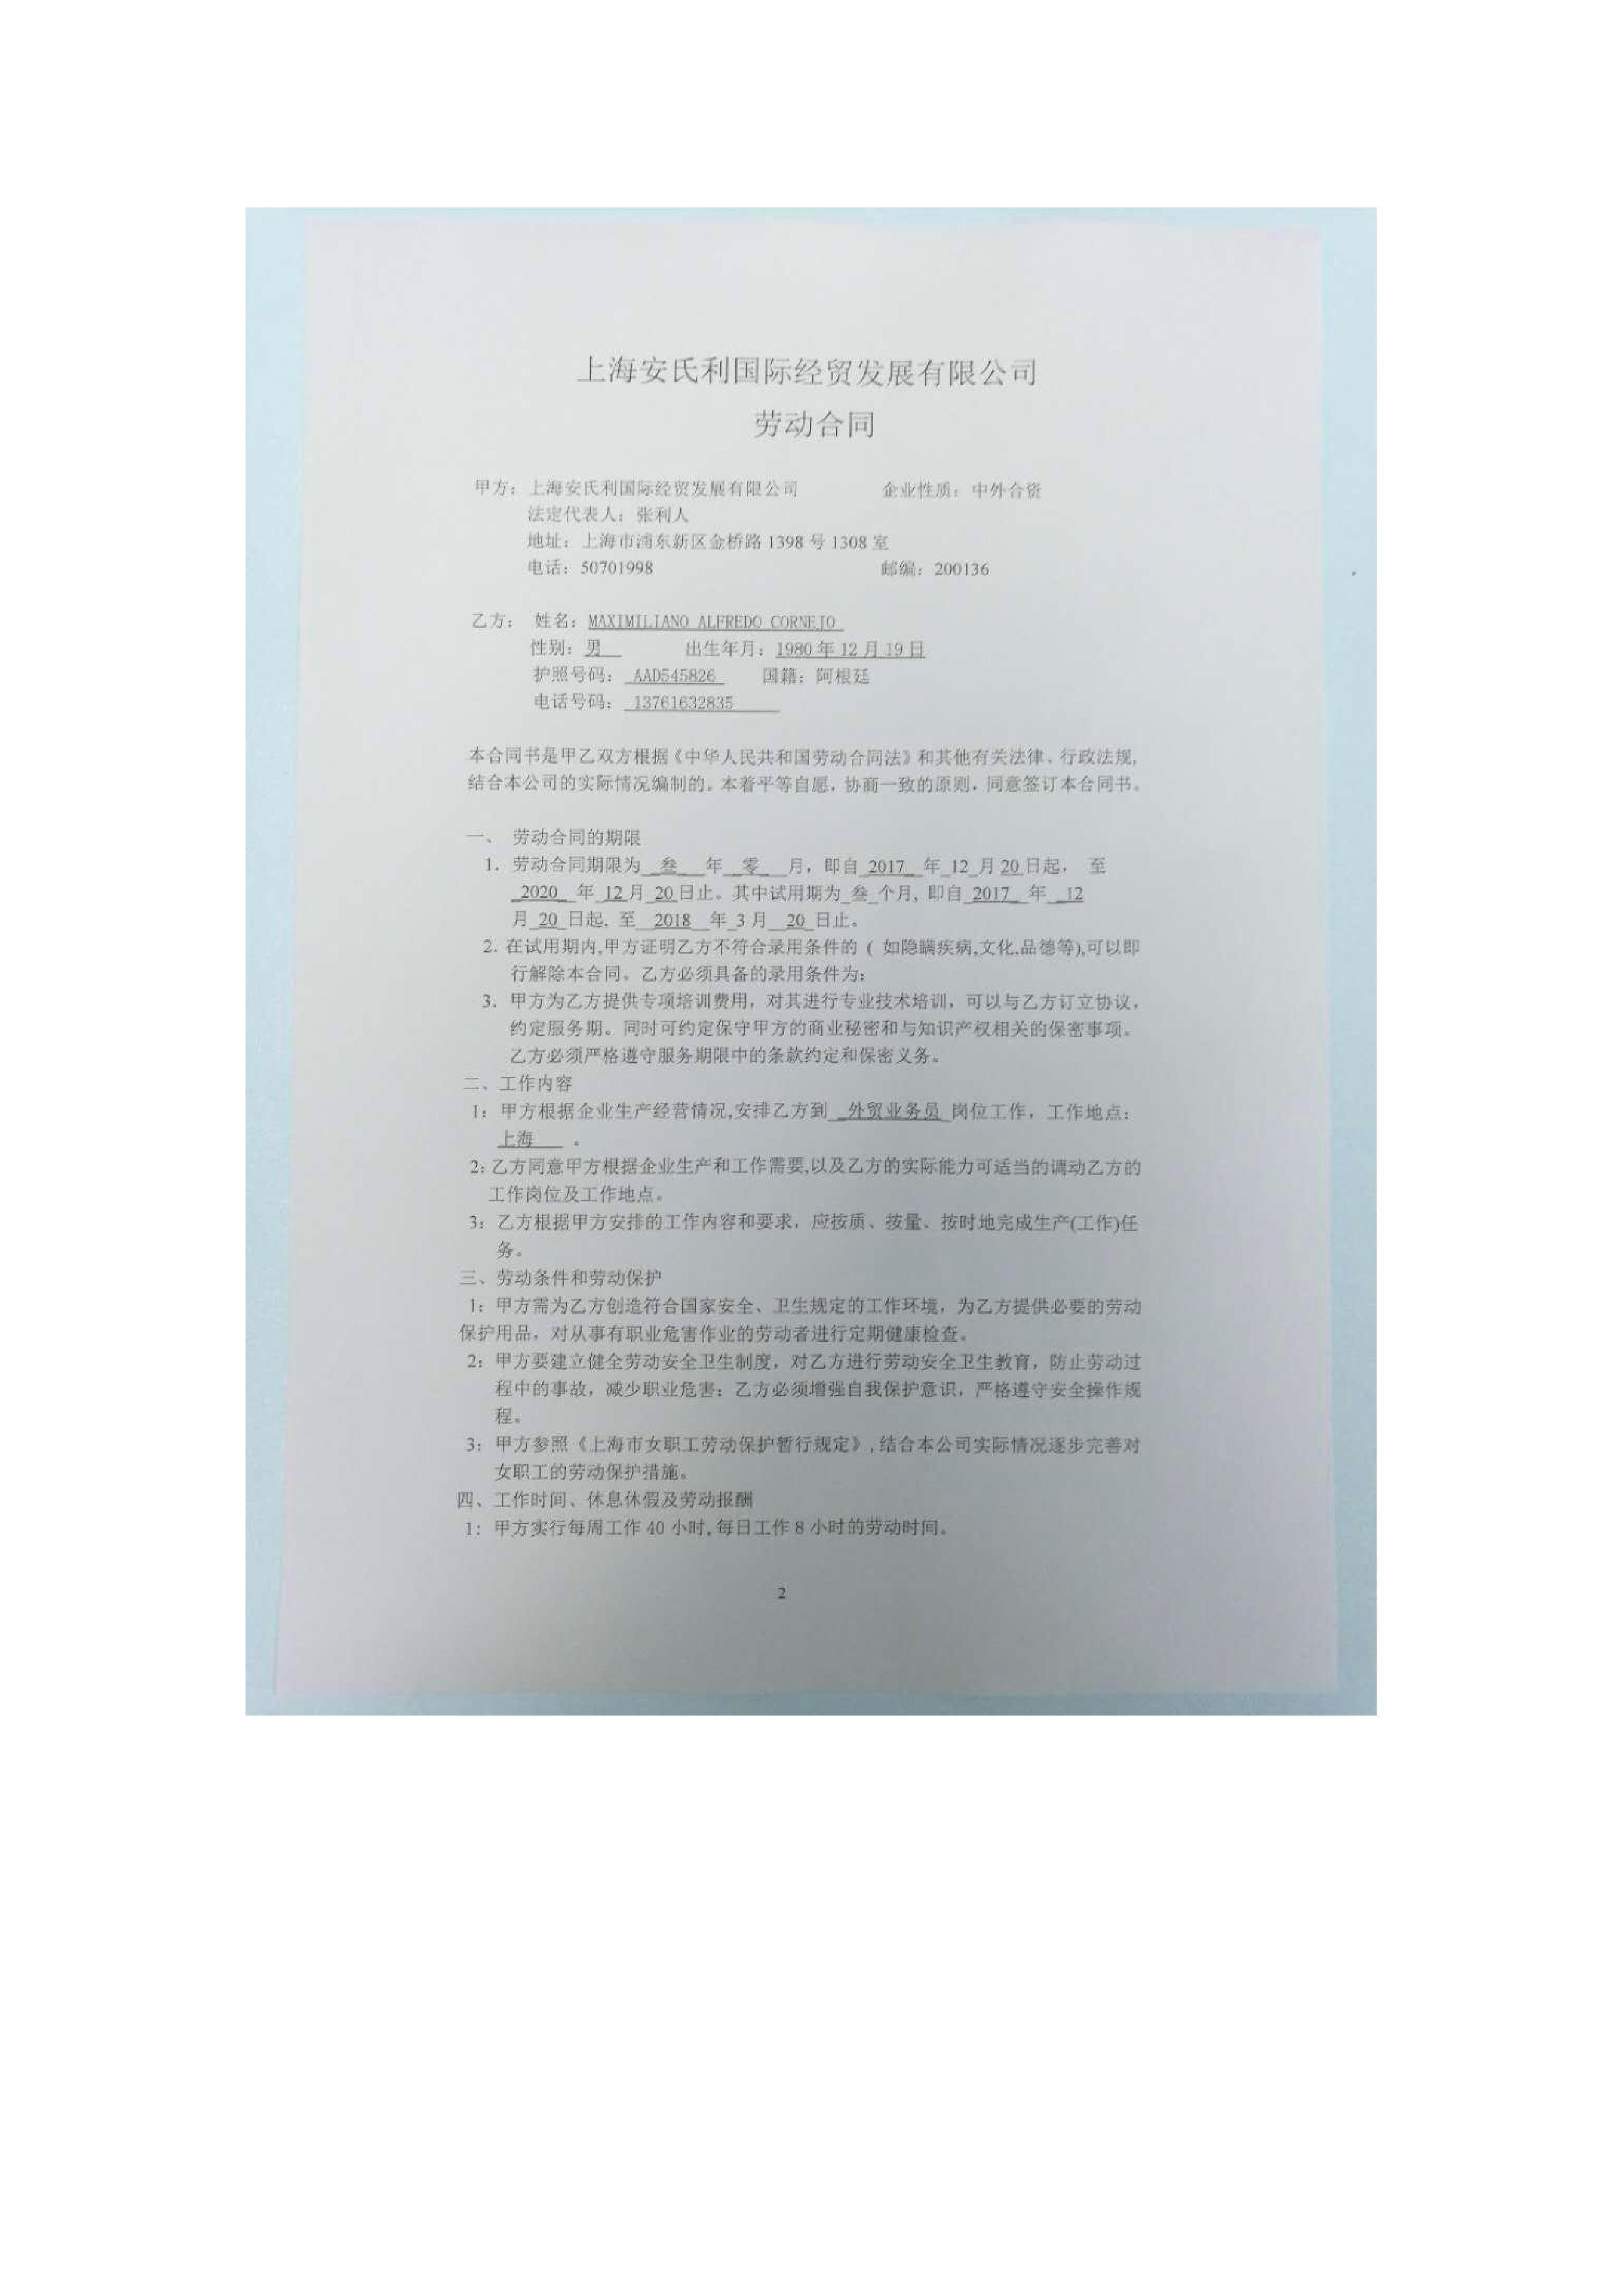 上海安氏利国际经贸发展有限公司
劳动合同
甲方：上海安氏利国际经贸发展有限公司 企业性质：中外合资
法定代表人：张利人
地址：上海市浦东新区金桥路 1398 号 1308 室
电话：50701998 邮编：200136
乙方： 姓名：MAXIMILIANO ALFREDO CORNEJO
性别：男 出生年月：1980 年 12 月 19 日
护照号码： AAD545826 国籍：阿根廷
电话号码： 13761632835
本合同书是甲乙双方根据《中华人民共和国劳动合同法》和其他有关法律、行政法规,
结合本公司的实际情况编制的。本着平等自愿，协商一致的原则，同意签订本合同书。
一、 劳动合同的期限
1. 劳动合同期限为 叁 年 零 月，即自 2017 年 12 月 20 日起， 至
2020 年 12 月 20 日止。其中试用期为 叁 个月, 即自 2017 年 12
月 20 日起, 至 2018 年 3 月 20 日止。
2. 在试用期内,甲方证明乙方不符合录用条件的 ( 如隐瞒疾病,文化,品德等),可以即
行解除本合同。乙方必须具备的录用条件为:
3. 甲方为乙方提供专项培训费用，对其进行专业技术培训，可以与乙方订立协议，
约定服务期。同时可约定保守甲方的商业秘密和与知识产权相关的保密事项。
乙方必须严格遵守服务期限中的条款约定和保密义务。
二、工作内容
1：甲方根据企业生产经营情况,安排乙方到 外贸业务员 岗位工作，工作地点：
上海 。
2：乙方同意甲方根据企业生产和工作需要,以及乙方的实际能力可适当的调动乙方的
工作岗位及工作地点。
3：乙方根据甲方安排的工作内容和要求，应按质、按量、按时地完成生产(工作)任
务。
三、劳动条件和劳动保护
1：甲方需为乙方创造符合国家安全、卫生规定的工作环境，为乙方提供必要的劳动
保护用品，对从事有职业危害作业的劳动者进行定期健康检查。
2：甲方要建立健全劳动安全卫生制度，对乙方进行劳动安全卫生教育，防止劳动过
程中的事故，减少职业危害；乙方必须增强自我保护意识，严格遵守安全操作规
程。
3：甲方参照《上海市女职工劳动保护暂行规定》,结合本公司实际情况逐步完善对
女职工的劳动保护措施。
四、工作时间、休息休假及劳动报酬
1：甲方实行每周工作 40 小时,每日工作 8 小时的劳动时间。
2